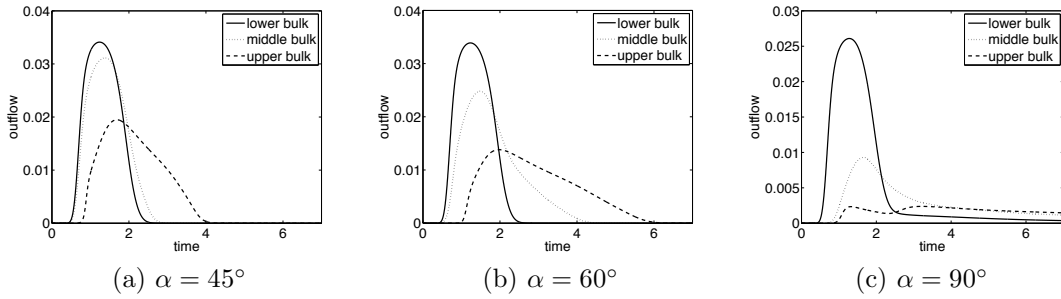 0.04
0.03
0.02
0.01
0
outflow
0 2 4 6
time
lower bulk
middle bulk
upper bulk
(a) α = 45°
0.04
0.03
0.02
0.01
0
outflow
0 2 4 6
time
lower bulk
middle bulk
upper bulk
(b) α = 60°
0.03
0.025
0.02
0.015
0.01
0.005
0
outflow
0 2 4 6
time
lower bulk
middle bulk
upper bulk
(c) α = 90°